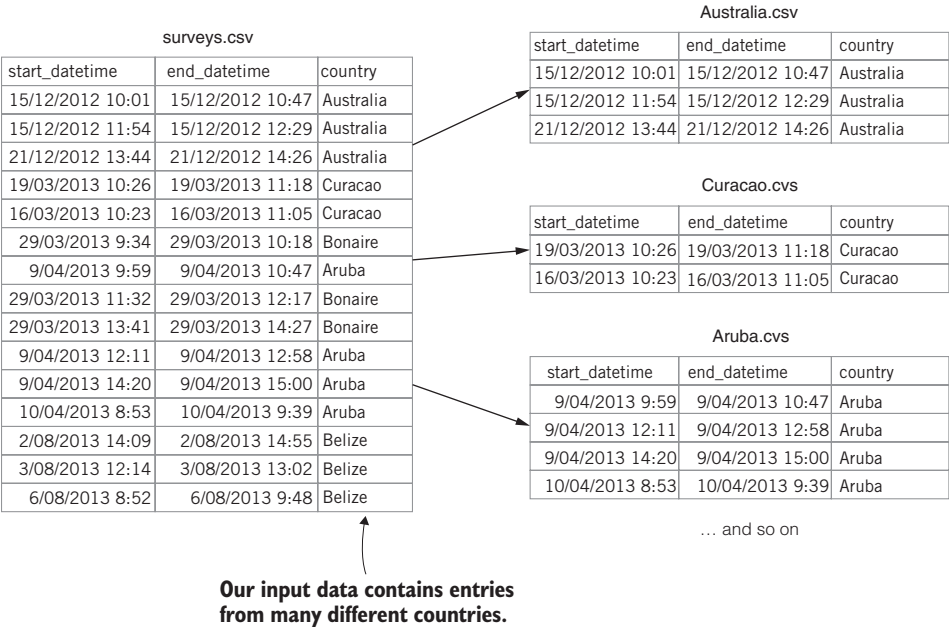 surveys.csv
start_datetime end_datetime country
15/12/2012 10:01 15/12/2012 10:47 Australia
15/12/2012 11:54 15/12/2012 12:29 Australia
21/12/2012 13:44 21/12/2012 14:26 Australia
19/03/2013 10:26 19/03/2013 11:18 Curacao
16/03/2013 10:23 16/03/2013 11:05 Curacao
29/03/2013 9:34 29/03/2013 10:18 Bonaire
9/04/2013 9:59 9/04/2013 10:47 Aruba
29/03/2013 11:32 29/03/2013 12:17 Bonaire
29/03/2013 13:41 29/03/2013 14:27 Bonaire
9/04/2013 12:11 9/04/2013 12:58 Aruba
9/04/2013 14:20 9/04/2013 15:00 Aruba
10/04/2013 8:53 10/04/2013 9:39 Aruba
2/08/2013 14:09 2/08/2013 14:55 Belize
3/08/2013 12:14 3/08/2013 13:02 Belize
6/08/2013 8:52 6/08/2013 9:48 Belize
Our input data contains entries
from many different countries.
Australia.csv
start_datetime end_datetime country
15/12/2012 10:01 15/12/2012 10:47 Australia
15/12/2012 11:54 15/12/2012 12:29 Australia
21/12/2012 13:44 21/12/2012 14:26 Australia
Curacao.cvs
start_datetime end_datetime country
19/03/2013 10:26 19/03/2013 11:18 Curacao
16/03/2013 10:23 16/03/2013 11:05 Curacao
Aruba.cvs
start_datetime end_datetime country
9/04/2013 9:59 9/04/2013 10:47 Aruba
9/04/2013 12:11 9/04/2013 12:58 Aruba
9/04/2013 14:20 9/04/2013 15:00 Aruba
10/04/2013 8:53 10/04/2013 9:39 Aruba
… and so on